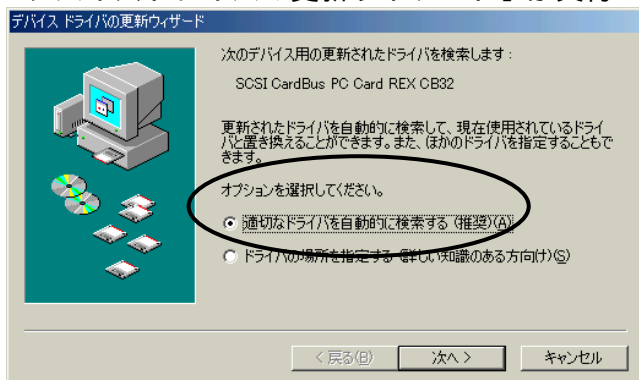 デバイス ドライバの更新ウィザード
次のデバイス用の更新されたドライバを検索します:
SCSI CardBus PC Card REX CB32
更新されたドライバを自動的に検索して、現在使用されているドライ
バと置き換えることができます。また、ほかのドライバを指定することもで
きます。
オプションを選択してください。
適切なドライバを自動的に検索する (推奨)(A)
ドライバの場所を指定する (詳しい知識のある方向け)(S)
< 戻る(B)
次へ >
キャンセル